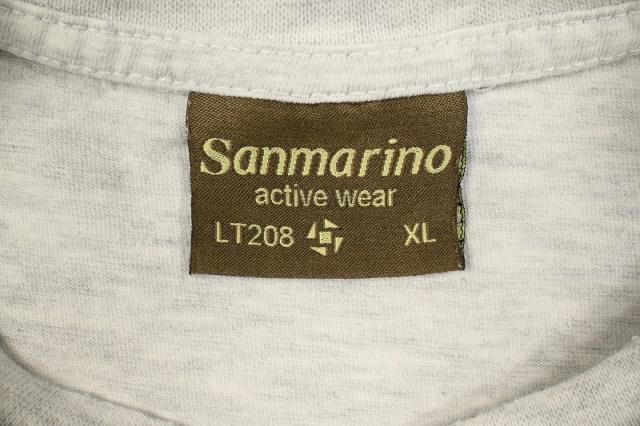 Sanmarino
active wear
LT208 XL